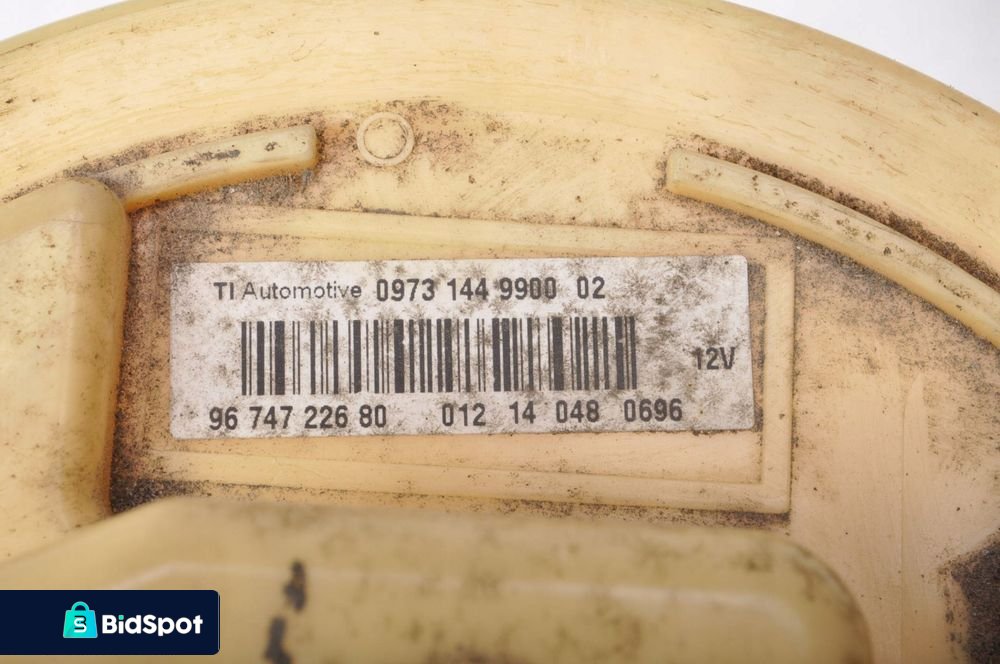 TI Automotive 0973 144 9900 02
12V
96 747 226 80 012 14 048 0696
BidSpot